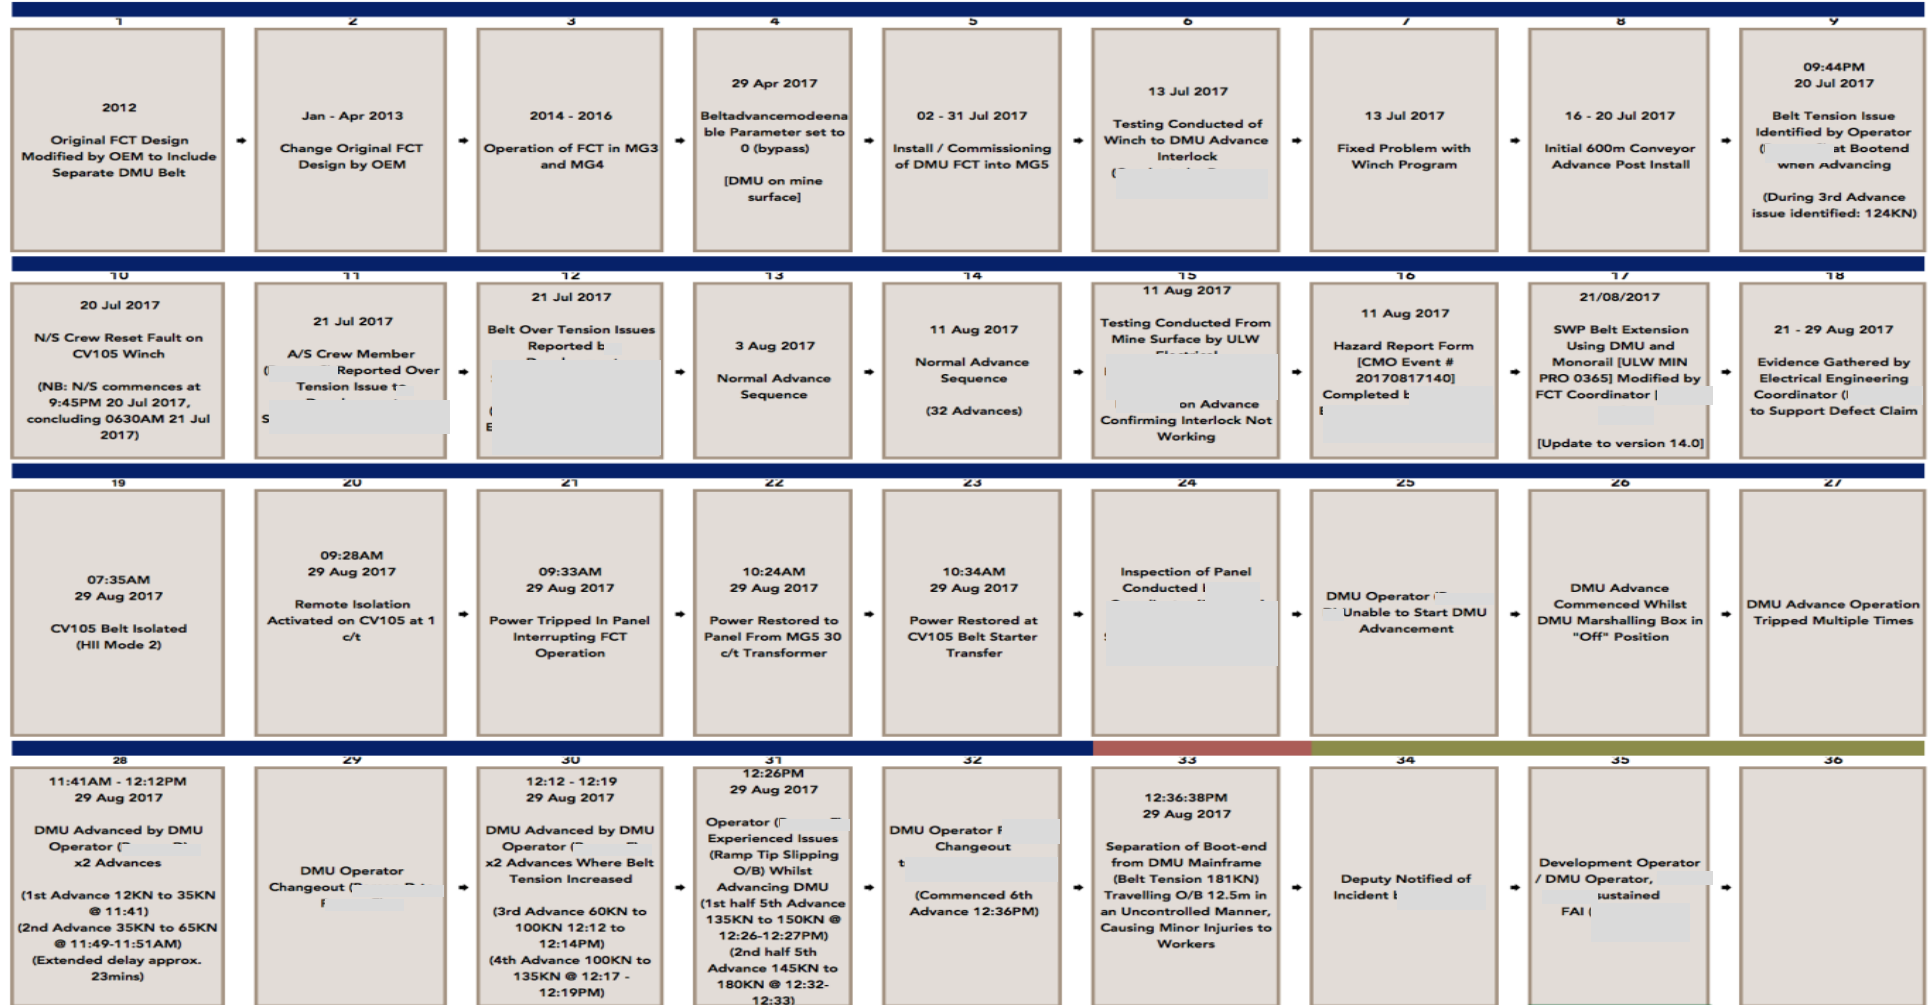 1
2012
Original FCT Design
Modified by OEM to Include
Separate DMU Belt
2
Jan - Apr 2013
Change Original FCT
Design by OEM
3
2014 - 2016
Operation of FCT in MG3
and MG4
4
29 Apr 2017
Beltadvancemodeena
ble Parameter set to
0 (bypass)
[DMU on mine
surface]
5
02 - 31 Jul 2017
Install / Commissioning
of DMU FCT into MG5
6
13 Jul 2017
Testing Conducted of
Winch to DMU Advance
Interlock
(
7
13 Jul 2017
Fixed Problem with
Winch Program
8
16 - 20 Jul 2017
Initial 600m Conveyor
Advance Post Install
9
09:44PM
20 Jul 2017
Belt Tension Issue
Identified by Operator
( at Bootend
when Advancing
(During 3rd Advance
issue identified: 124KN)
10
20 Jul 2017
N/S Crew Reset Fault on
CV105 Winch
(NB: N/S commences at
9:45PM 20 Jul 2017,
concluding 0630AM 21 Jul
2017)
11
21 Jul 2017
A/S Crew Member
( Reported Over
Tension Issue to
S
12
21 Jul 2017
Belt Over Tension Issues
Reported b
(
E
13
3 Aug 2017
Normal Advance
Sequence
14
11 Aug 2017
Normal Advance
Sequence
(32 Advances)
15
11 Aug 2017
Testing Conducted From
Mine Surface by ULW
Electrical
on Advance
Confirming Interlock Not
Working
16
11 Aug 2017
Hazard Report Form
[CMO Event #
20170817140]
Completed b
E
17
21/08/2017
SWP Belt Extension
Using DMU and
Monorail [ULW MIN
PRO 0365] Modified by
FCT Coordinator
[Update to version 14.0]
18
21 - 29 Aug 2017
Evidence Gathered by
Electrical Engineering
Coordinator (
to Support Defect Claim
19
07:35AM
29 Aug 2017
CV105 Belt Isolated
(HII Mode 2)
20
09:28AM
29 Aug 2017
Remote Isolation
Activated on CV105 at 1
c/t
21
09:33AM
29 Aug 2017
Power Tripped In Panel
Interrupting FCT
Operation
22
10:24AM
29 Aug 2017
Power Restored to
Panel From MG5 30
c/t Transformer
23
10:34AM
29 Aug 2017
Power Restored at
CV105 Belt Starter
Transfer
24
Inspection of Panel
Conducted
25
DMU Operator (
Unable to Start DMU
Advancement
26
DMU Advance
Commenced Whilst
DMU Marshalling Box in
"Off" Position
27
DMU Advance Operation
Tripped Multiple Times
28
11:41AM - 12:12PM
29 Aug 2017
DMU Advanced by DMU
Operator (
x2 Advances
(1st Advance 12KN to 35KN
@ 11:41)
(2nd Advance 35KN to 65KN
@ 11:49-11:51AM)
(Extended delay approx.
23mins)
29
DMU Operator
Changeout (
30
12:12 - 12:19
29 Aug 2017
DMU Advanced by DMU
Operator (
x2 Advances Where Belt
Tension Increased
(3rd Advance 60KN to
100KN 12:12 to
12:14PM)
(4th Advance 100KN to
135KN @ 12:17 -
12:19PM)
31
12:26PM
29 Aug 2017
Operator (
Experienced Issues
(Ramp Tip Slipping
O/B) Whilst
Advancing DMU
(1st half 5th Advance
135KN to 150KN @
12:26-12:27PM)
(2nd half 5th
Advance 145KN to
180KN @ 12:32-
12:33)
32
DMU Operator
Changeout
(Commenced 6th
Advance 12:36PM)
33
12:36:38PM
29 Aug 2017
Separation of Boot-end
from DMU Mainframe
(Belt Tension 181KN)
Travelling O/B 12.5m in
an Uncontrolled Manner,
Causing Minor Injuries to
Workers
34
Deputy Notified of
Incident
35
Development Operator
/ DMU Operator,
FAI (
36